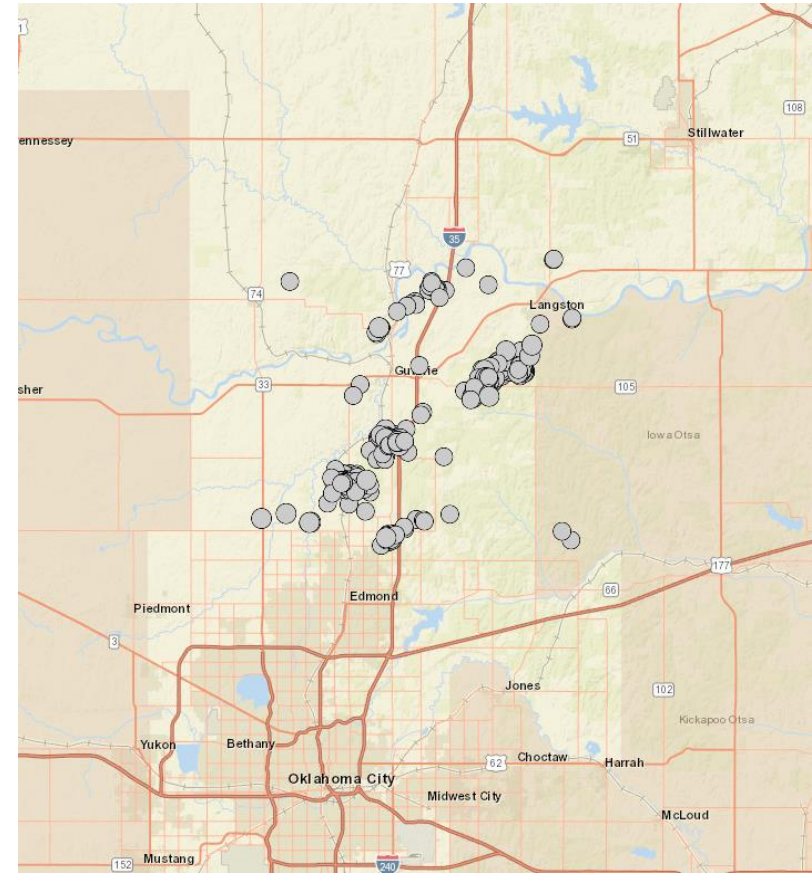 1
108
51
Stillwater
ennessey
35
77
74
Langston
Guthrie
33
105
sher
Iowa Otsa
177
66
Edmond
Piedmont
3
Jones
102
Kickapoo Otsa
Yukon
Bethany
62
Choctaw
Harrah
Oklahoma City
Midwest City
McLoud
152
Mustang
240